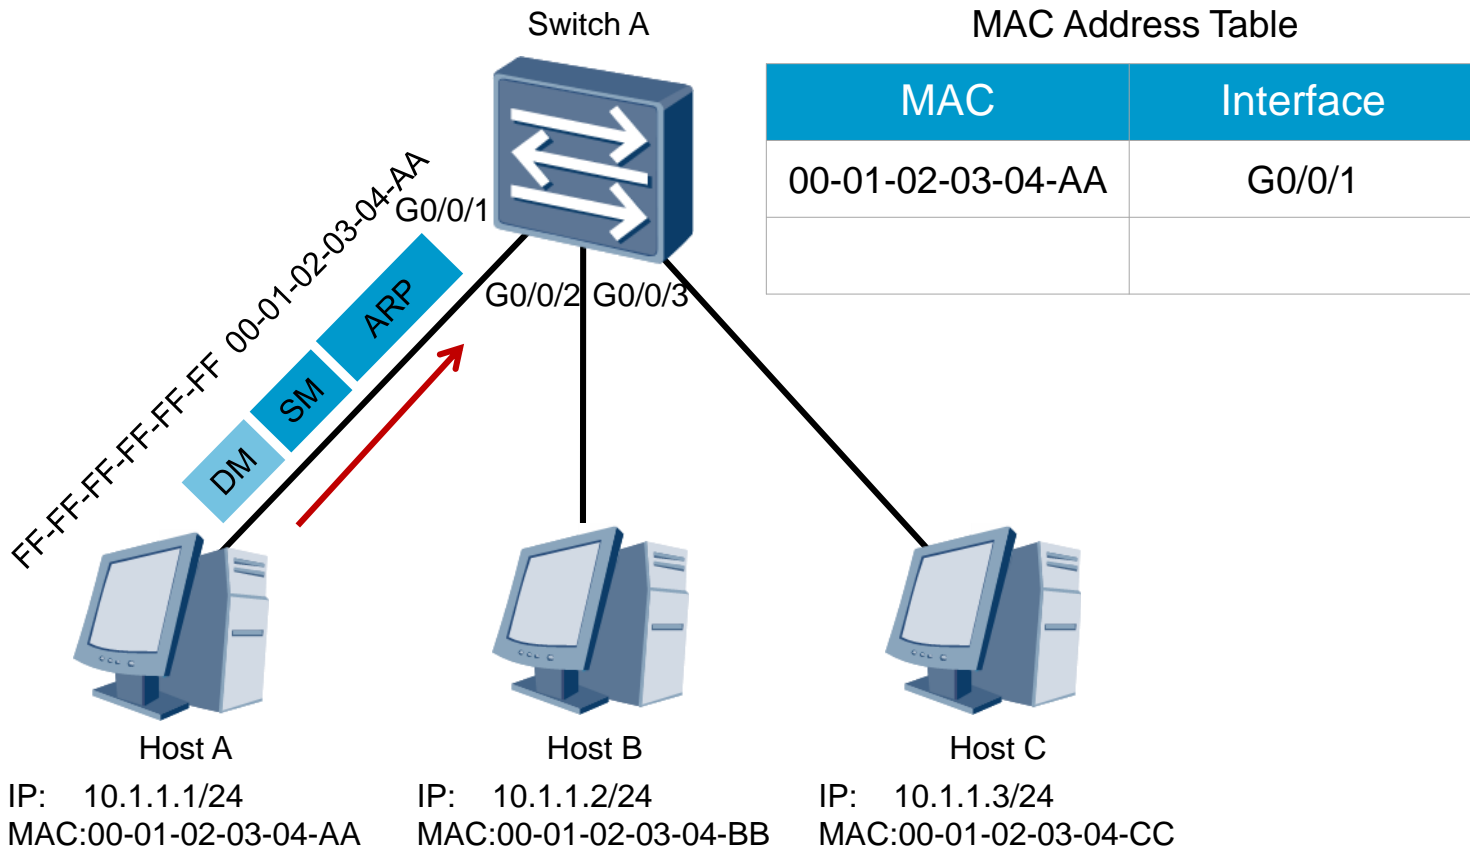 Switch A
MAC Address Table
MAC Interface
00-01-02-03-04-AA G0/0/1
G0/0/1
G0/0/2 G0/0/3
FF-FF-FF-FF-FF-FF 00-01-02-03-04-AA
DM SM ARP
Host A
IP: 10.1.1.1/24
MAC:00-01-02-03-04-AA
Host B
IP: 10.1.1.2/24
MAC:00-01-02-03-04-BB
Host C
IP: 10.1.1.3/24
MAC:00-01-02-03-04-CC